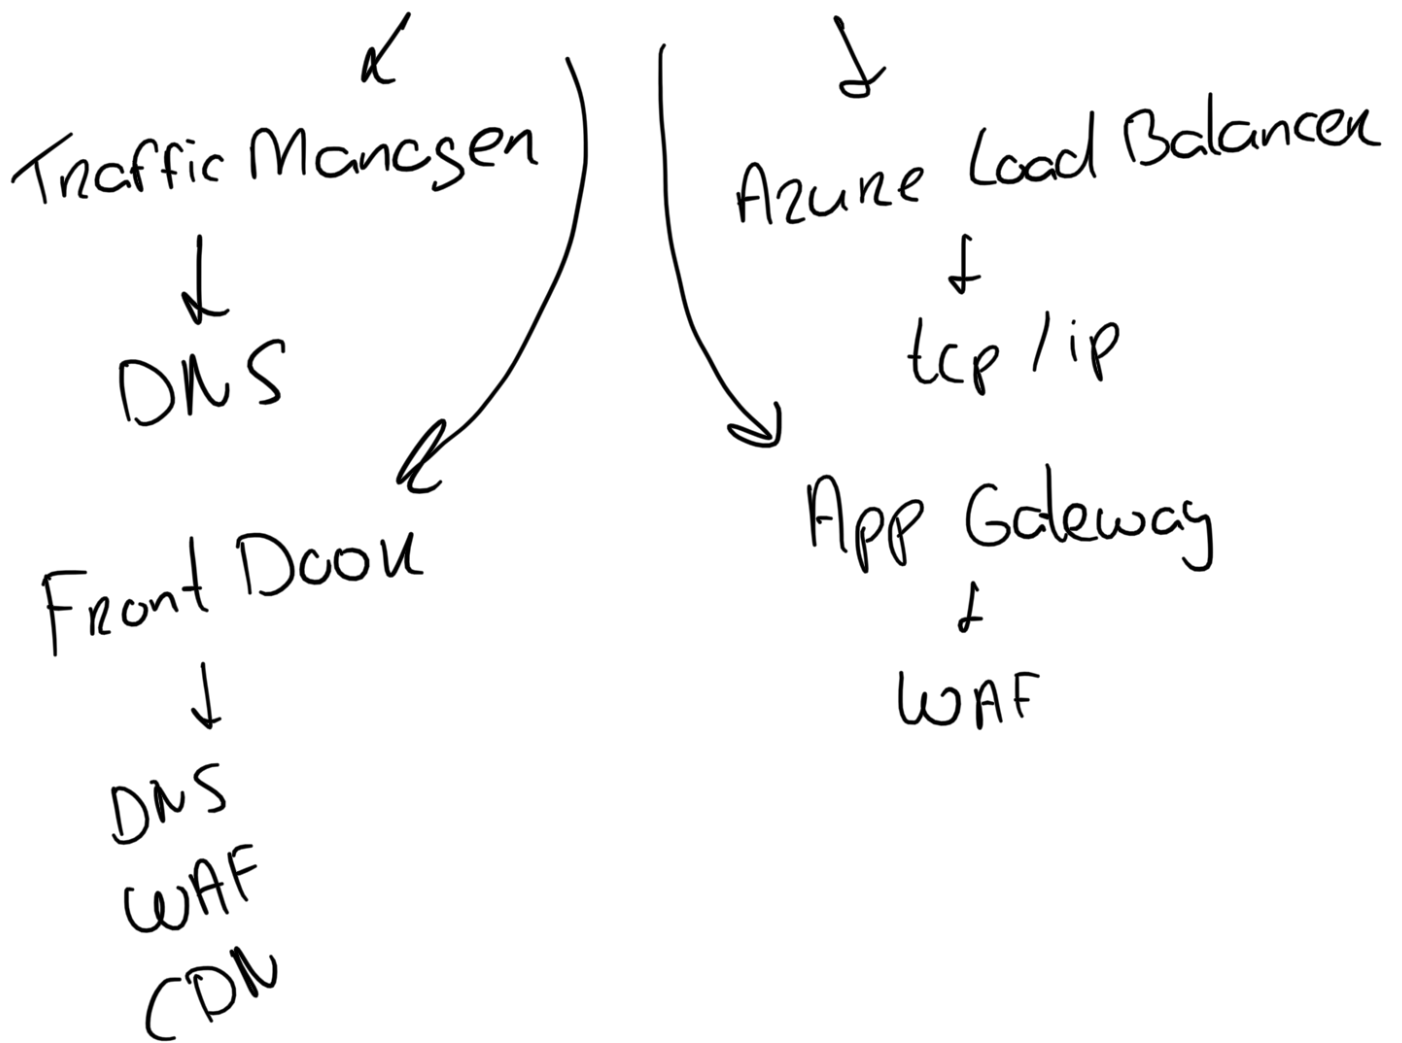 Traffic Manager
Azure Load Balancer
DNS
tcp/ip
Front Door
App Gateway
DNS
WAF
CDN
WAF